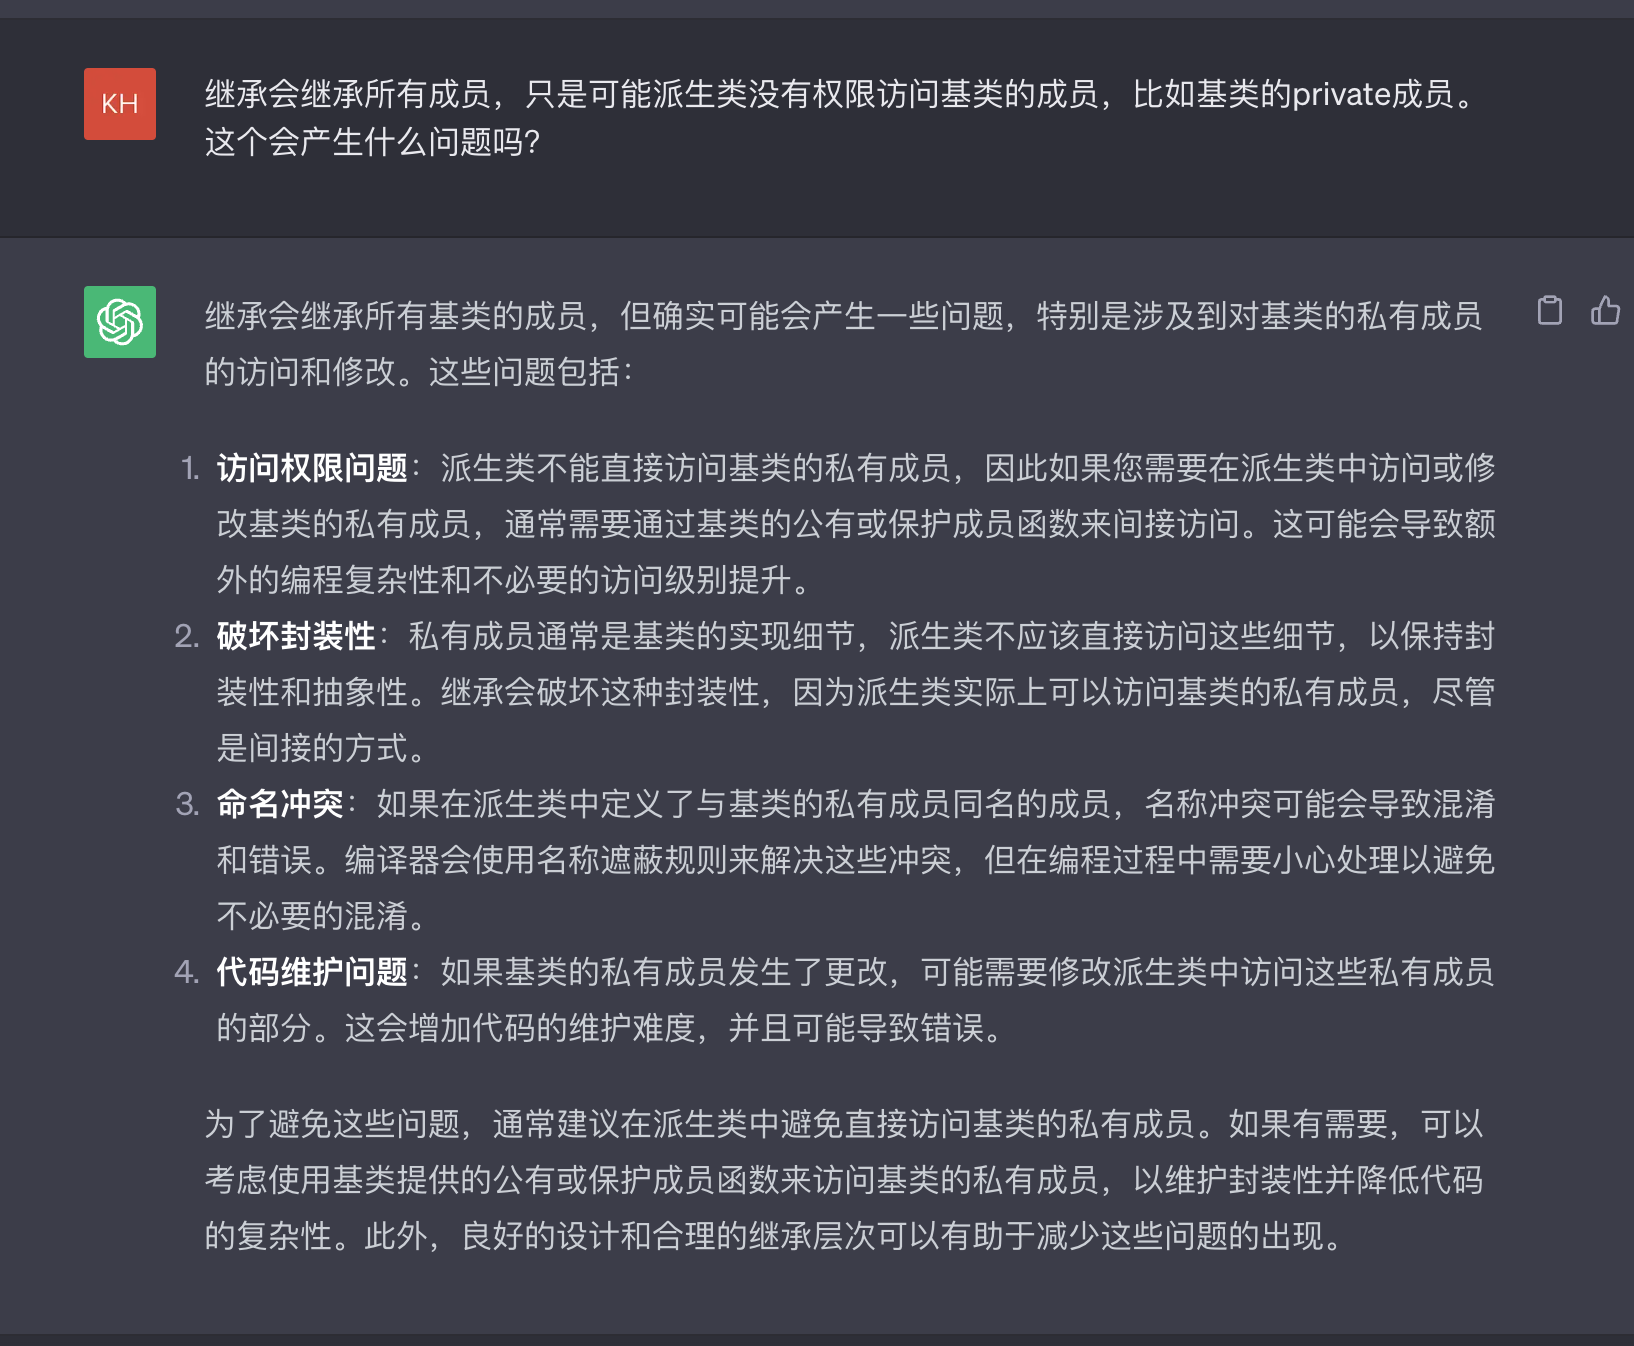 KH
继承会继承所有成员，只是可能派生类没有权限访问基类的成员，比如基类的private成员。
这个会产生什么问题吗？
继承会继承所有基类的成员，但确实可能会产生一些问题，特别是涉及到对基类的私有成员
的访问和修改。这些问题包括：
1. 访问权限问题：派生类不能直接访问基类的私有成员，因此如果您需要在派生类中访问或修
改基类的私有成员，通常需要通过基类的公有或保护成员函数来间接访问。这可能会导致额
外的编程复杂性和不必要的访问级别提升。
2. 破坏封装性：私有成员通常是基类的实现细节，派生类不应该直接访问这些细节，以保持封
装性和抽象性。继承会破坏这种封装性，因为派生类实际上可以访问基类的私有成员，尽管
是间接的方式。
3. 命名冲突：如果在派生类中定义了与基类的私有成员同名的成员，名称冲突可能会导致混淆
和错误。编译器会使用名称遮蔽规则来解决这些冲突，但在编程过程中需要小心处理以避免
不必要的混淆。
4. 代码维护问题：如果基类的私有成员发生了更改，可能需要修改派生类中访问这些私有成员
的部分。这会增加代码的维护难度，并且可能导致错误。
为了避免这些问题，通常建议在派生类中避免直接访问基类的私有成员。如果有需要，可以
考虑使用基类提供的公有或保护成员函数来访问基类的私有成员，以维护封装性并降低代码
的复杂性。此外，良好的设计和合理的继承层次可以有助于减少这些问题的出现。